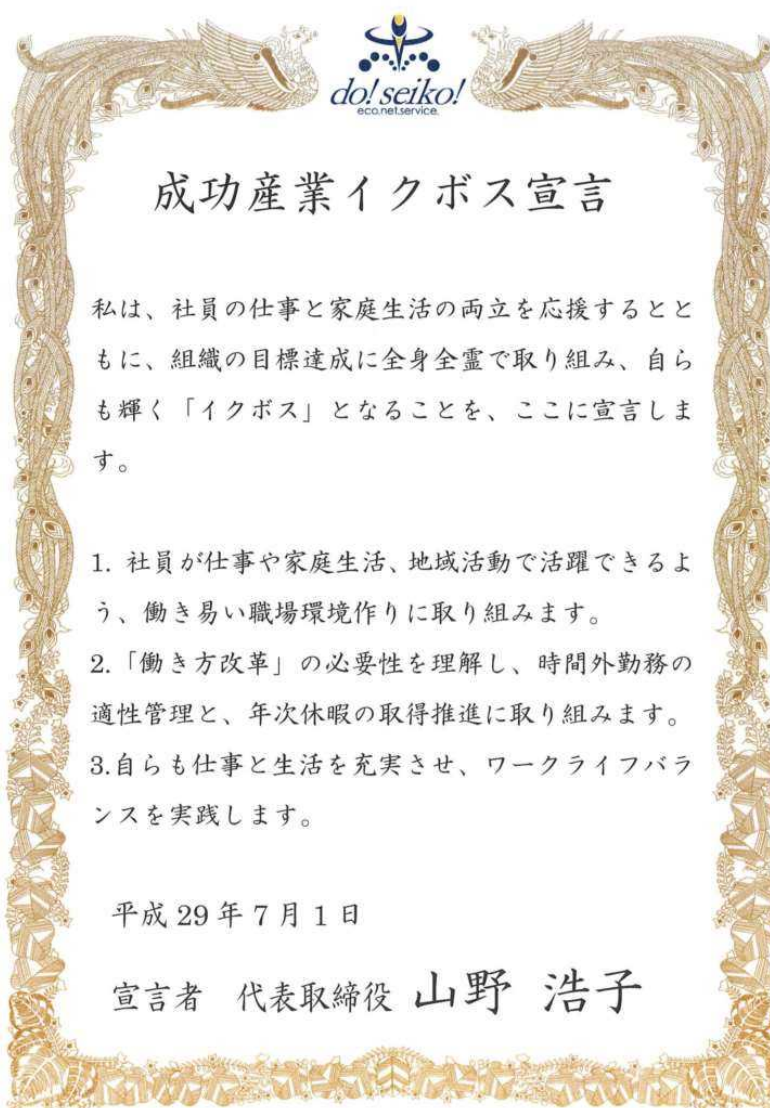 do! seiko!
eco.net.service.
成功産業イクボス宣言
私は、社員の仕事と家庭生活の両立を応援するとと
もに、組織の目標達成に全身全霊で取り組み、自ら
も輝く「イクボス」となることを、ここに宣言しま
す。
1. 社員が仕事や家庭生活、地域活動で活躍できるよ
う、働き易い職場環境作りに取り組みます。
2.「働き方改革」の必要性を理解し、時間外勤務の
適性管理と、年次休暇の取得推進に取り組みます。
3.自らも仕事と生活を充実させ、ワークライフバラ
ンスを実践します。
平成 29 年 7 月 1 日
宣言者　代表取締役 山野 浩子